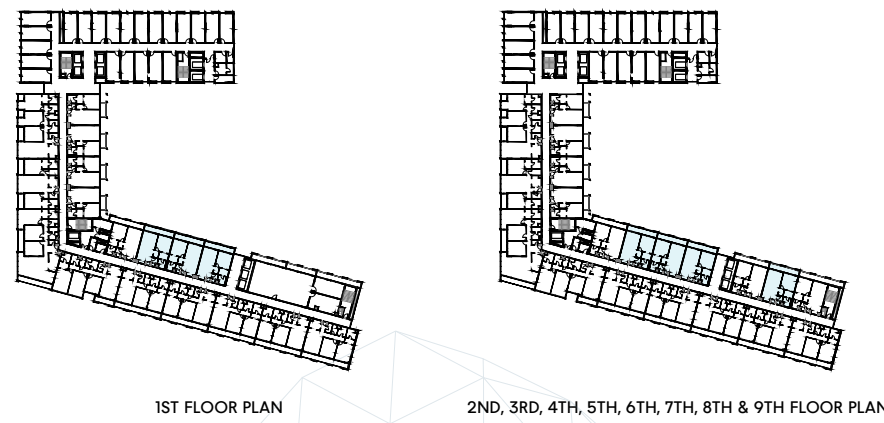 1ST FLOOR PLAN
2ND, 3RD, 4TH, 5TH, 6TH, 7TH, 8TH & 9TH FLOOR PLAN